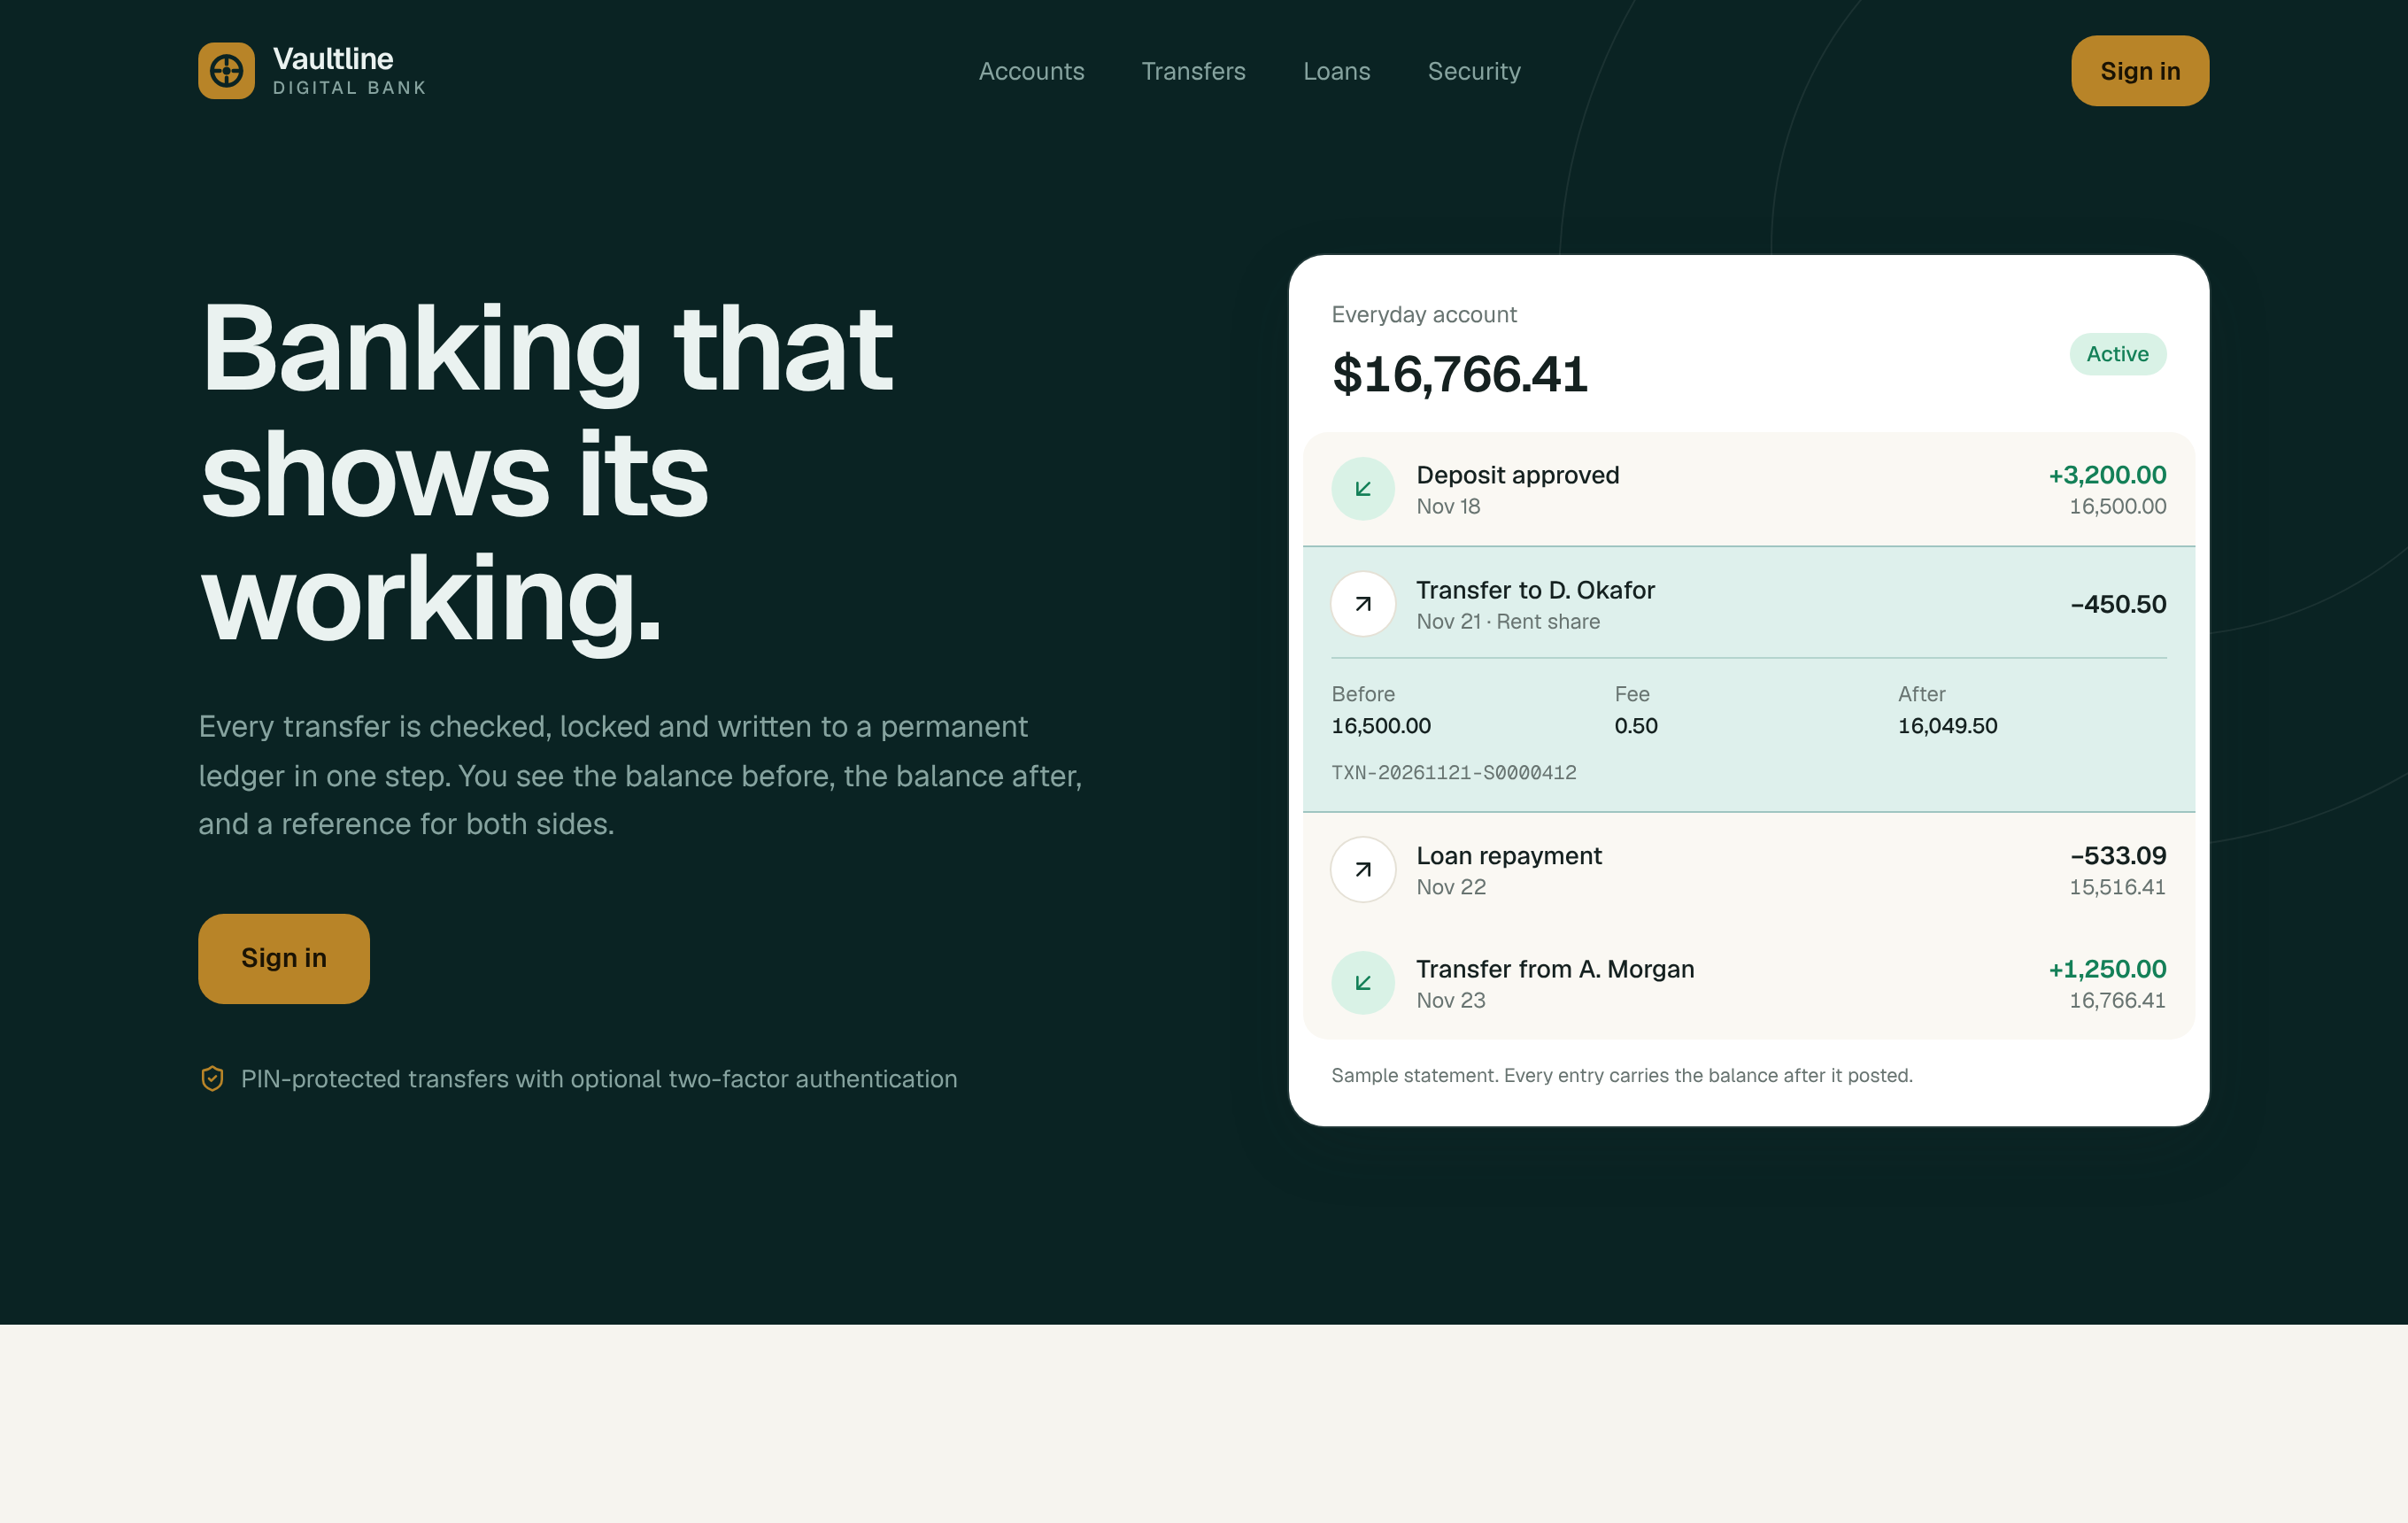 Vaultline
DIGITAL BANK
Accounts
Transfers
Loans
Security
Sign in
Banking that
shows its
working.
Every transfer is checked, locked and written to a permanent
ledger in one step. You see the balance before, the balance after,
and a reference for both sides.
Sign in
PIN-protected transfers with optional two-factor authentication
Everyday account
$16,766.41
Active
Deposit approved
+3,200.00
Nov 18
16,500.00
Transfer to D. Okafor
Nov 21 · Rent share
−450.50
Before
Fee
After
16,500.00
0.50
16,049.50
TXN-20261121-S0000412
Loan repayment
−533.09
Nov 22
15,516.41
Transfer from A. Morgan
+1,250.00
Nov 23
16,766.41
Sample statement. Every entry carries the balance after it posted.